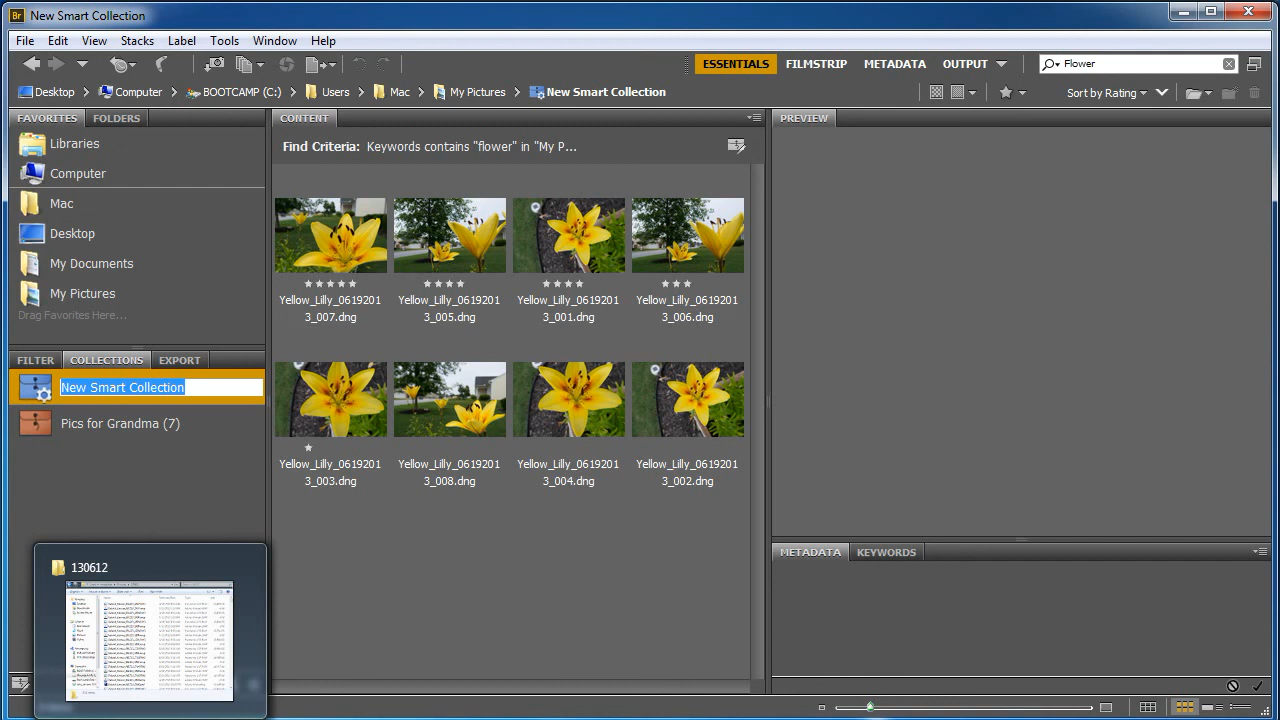 Br New Smart Collection
File Edit View Stacks Label Tools Window Help
ESSENTIALS FILMSTRIP METADATA OUTPUT Flower
Desktop Computer BOOTCAMP (C:) Users Mac My Pictures New Smart Collection Sort by Rating
FAVORITES FOLDERS CONTENT PREVIEW
Libraries
Computer
Mac
Desktop
My Documents
My Pictures
Drag Favorites Here...
Find Criteria: Keywords contains "flower" in "My P...
Yellow_Lilly_0619201
3_007.dng
Yellow_Lilly_0619201
3_005.dng
Yellow_Lilly_0619201
3_001.dng
Yellow_Lilly_0619201
3_006.dng
FILTER COLLECTIONS EXPORT
New Smart Collection
Pics for Grandma (7)
Yellow_Lilly_0619201
3_003.dng
Yellow_Lilly_0619201
3_008.dng
Yellow_Lilly_0619201
3_004.dng
Yellow_Lilly_0619201
3_002.dng
METADATA KEYWORDS
130612